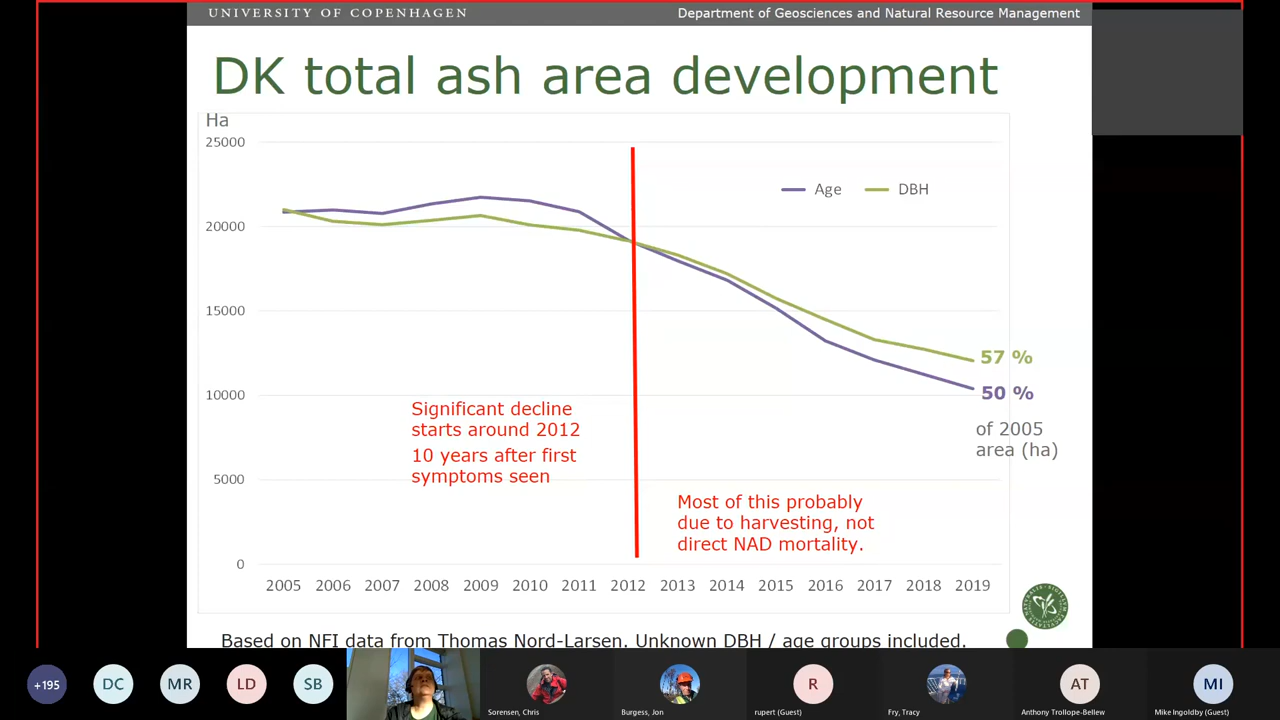 UNIVERSITY OF COPENHAGEN
Department of Geosciences and Natural Resource Management
DK total ash area development
Ha
25000
20000
15000
10000
5000
0
Age
DBH
57 %
50 %
of 2005
area (ha)
Significant decline
starts around 2012
10 years after first
symptoms seen
Most of this probably
due to harvesting, not
direct NAD mortality.
2005 2006 2007 2008 2009 2010 2011 2012 2013 2014 2015 2016 2017 2018 2019
Based on NFI data from Thomas Nord-Larsen. Unknown DBH / age groups included.
+195
DC
MR
LD
SB
R
AT
MI
Sorensen, Chris
Burgess, Jon
rupert (Guest)
Fry, Tracy
Anthony Trollope-Bellew
Mike Ingoldby (Guest)